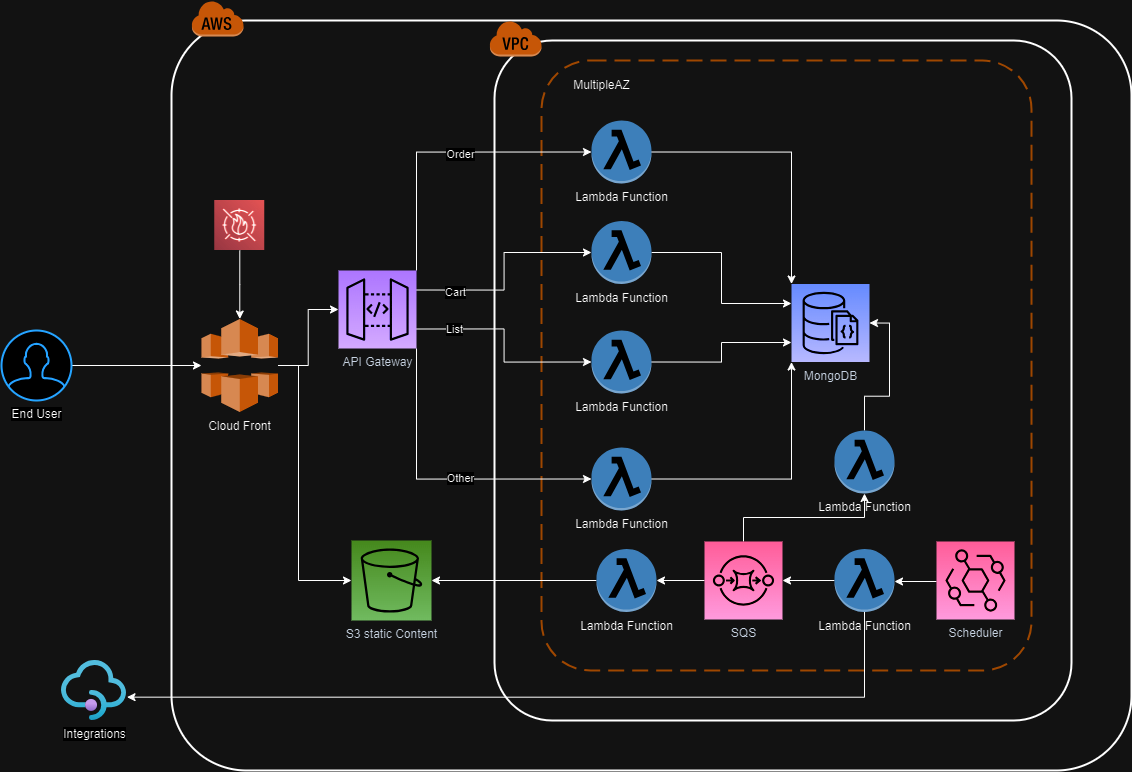 AWS
VPC
MultipleAZ
Order
Lambda Function
Cart
Lambda Function
List
API Gateway
MongoDB
Lambda Function
End User
Cloud Front
Other
Lambda Function
Lambda Function
S3 static Content
Lambda Function
SQS
Lambda Function
Scheduler
Integrations